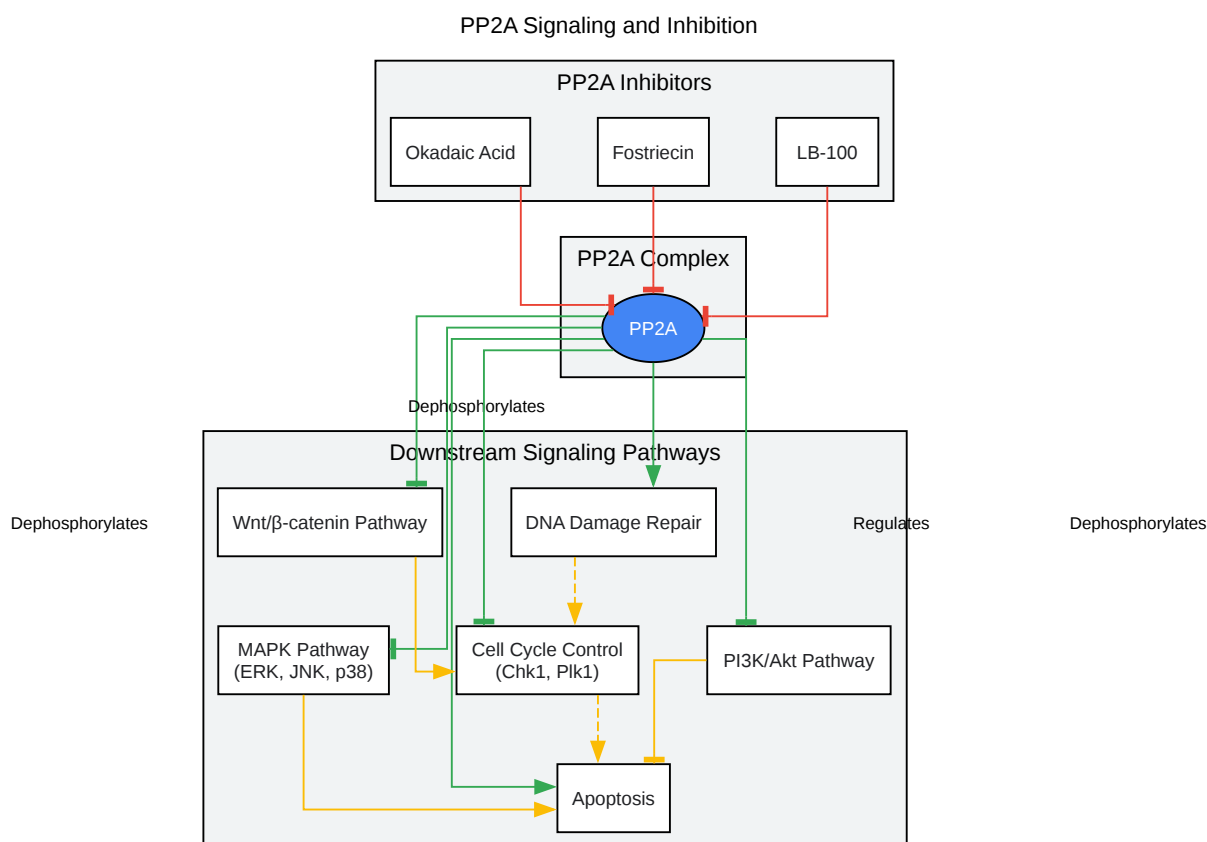 PP2A Signaling and Inhibition
PP2A Inhibitors
Okadaic Acid
Fostriecin
LB-100
PP2A Complex
PP2A
Dephosphorylates
Downstream Signaling Pathways
Dephosphorylates
Wnt/β-catenin Pathway
DNA Damage Repair
Regulates
Dephosphorylates
MAPK Pathway
(ERK, JNK, p38)
Cell Cycle Control
(Chk1, Plk1)
PI3K/Akt Pathway
Apoptosis